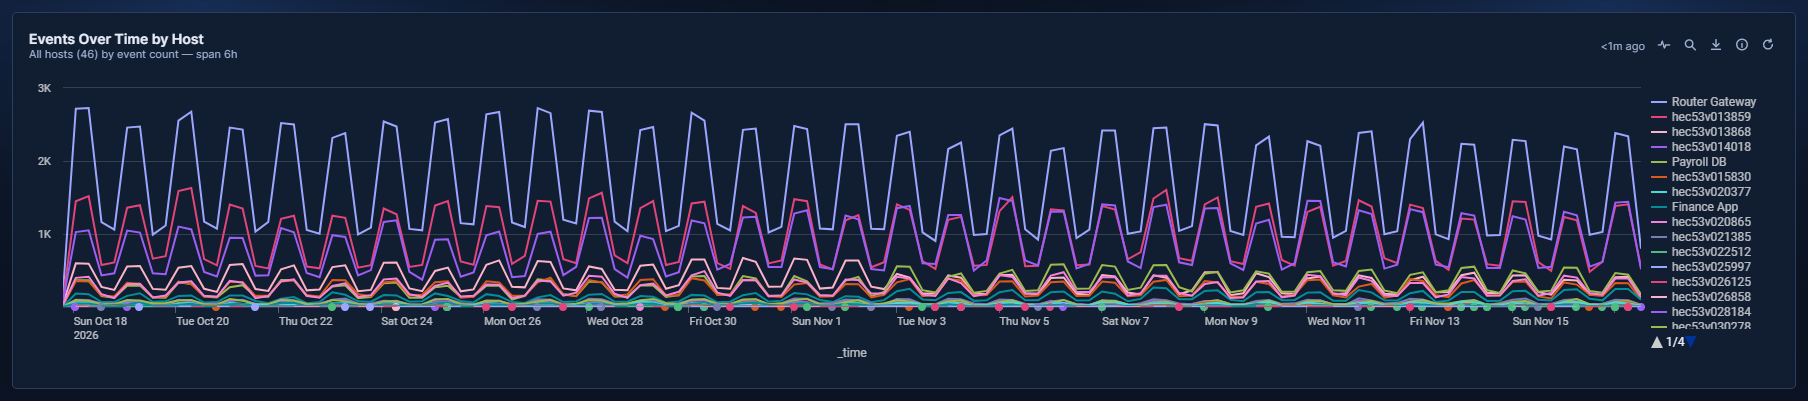 Events Over Time by Host
All hosts (46) by event count — span 6h
<1m ago
3K
2K
1K
Sun Oct 18
2026
Tue Oct 20
Thu Oct 22
Sat Oct 24
Mon Oct 26
Wed Oct 28
Fri Oct 30
Sun Nov 1
Tue Nov 3
Thu Nov 5
Sat Nov 7
Mon Nov 9
Wed Nov 11
Fri Nov 13
Sun Nov 15
_time
Router Gateway
hec53v013859
hec53v013868
hec53v014018
Payroll DB
hec53v015830
hec53v020377
Finance App
hec53v020865
hec53v021385
hec53v022512
hec53v025997
hec53v026125
hec53v026858
hec53v028184
hec53v030278
1/4